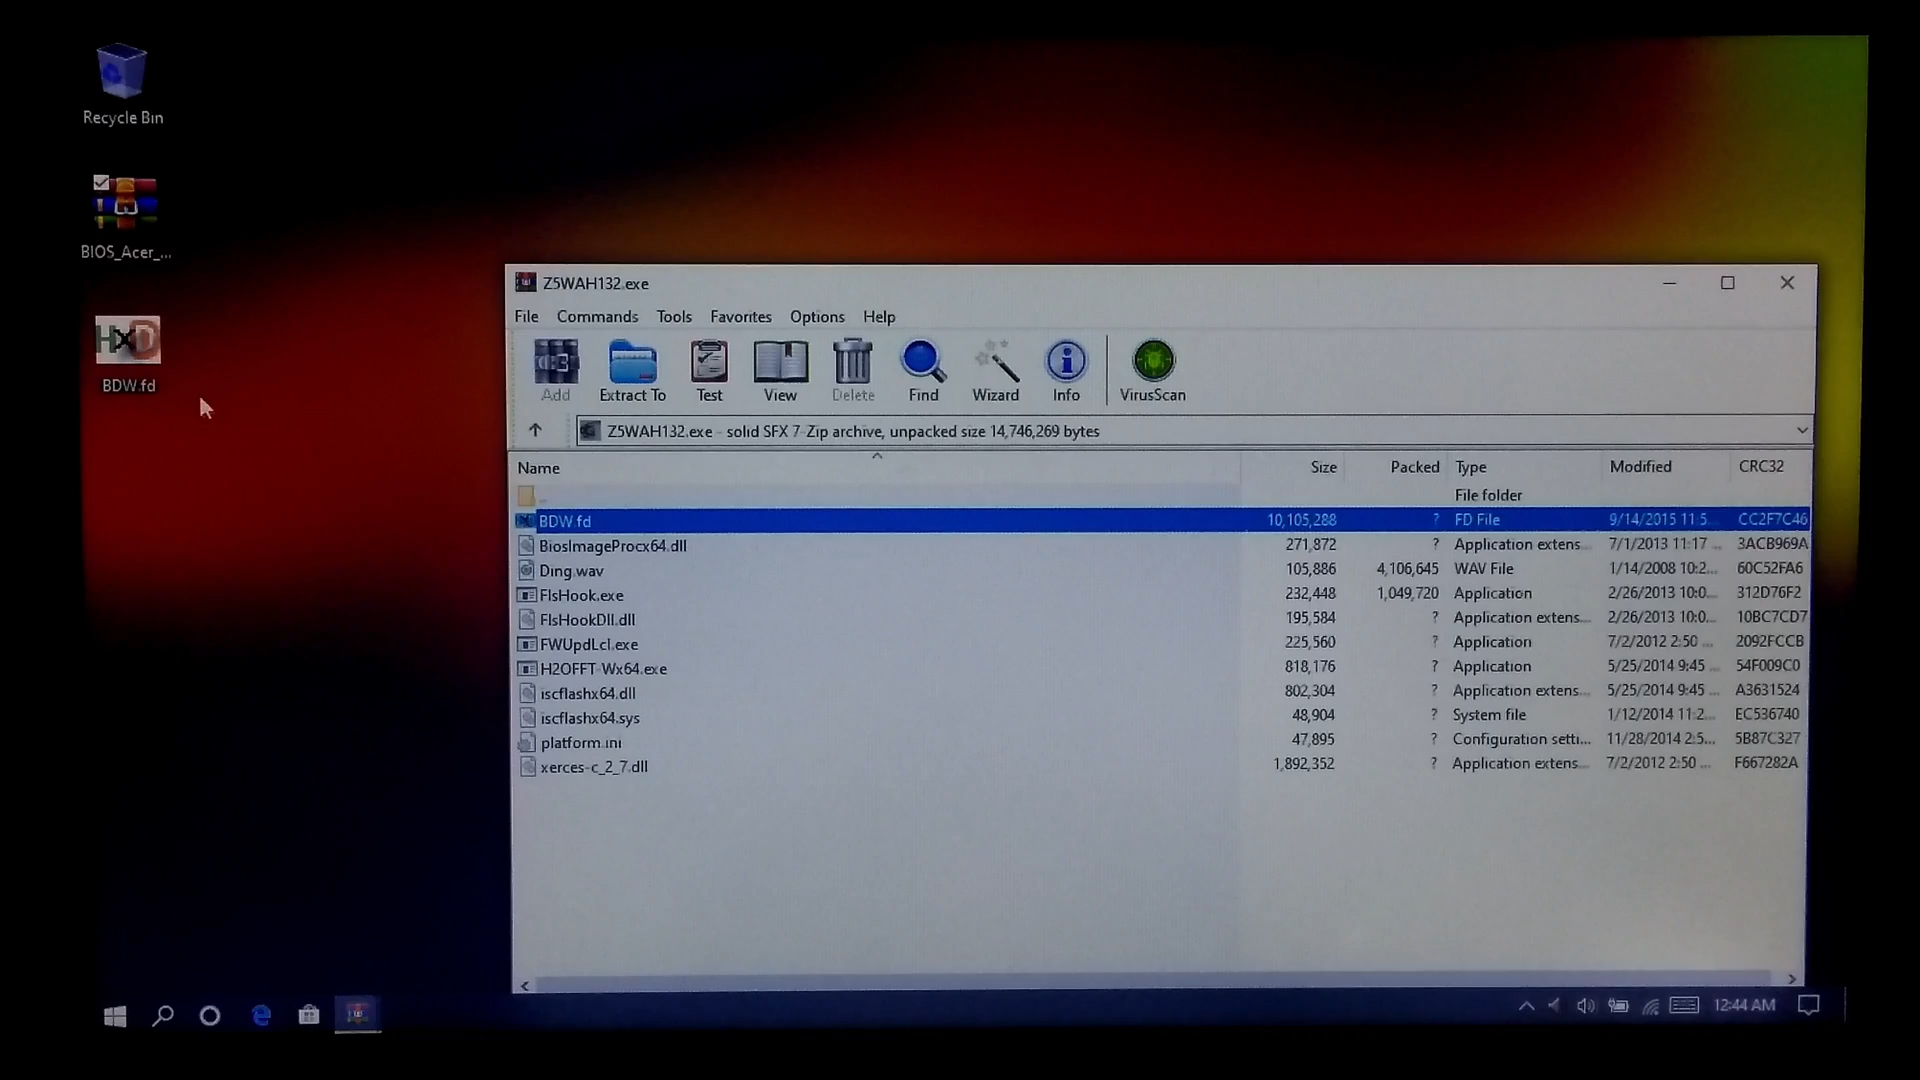 Recycle Bin
BIOS_Acer_...
HxD
BDW.fd
Z5WAH132.exe
File Commands Tools Favorites Options Help
Add Extract To Test View Delete Find Wizard Info VirusScan
Z5WAH132.exe - solid SFX 7-Zip archive, unpacked size 14,746,269 bytes
Name Size Packed Type Modified CRC32
.. File folder
BDW.fd 10,105,288 ? FD File 9/14/2015 11:5... CC2F7C46
BiosImageProcx64.dll 271,872 ? Application extens... 7/1/2013 11:17 ... 3ACB969A
Ding.wav 105,886 4,106,645 WAV File 1/14/2008 10:2... 60C52FA6
FlsHook.exe 232,448 1,049,720 Application 2/26/2013 10:0... 312D76F2
FlsHookDll.dll 195,584 ? Application extens... 2/26/2013 10:0... 10BC7CD7
FWUpdLcl.exe 225,560 ? Application 7/2/2012 2:50 ... 2092FCCB
H2OFFT-Wx64.exe 818,176 ? Application 5/25/2014 9:45 ... 54F009C0
iscflashx64.dll 802,304 ? Application extens... 5/25/2014 9:45 ... A3631524
iscflashx64.sys 48,904 ? System file 1/12/2014 11:2... EC536740
platform.ini 47,895 ? Configuration setti... 11/28/2014 2:5... 5B87C327
xerces-c_2_7.dll 1,892,352 ? Application extens... 7/2/2012 2:50 ... F667282A
12:44 AM